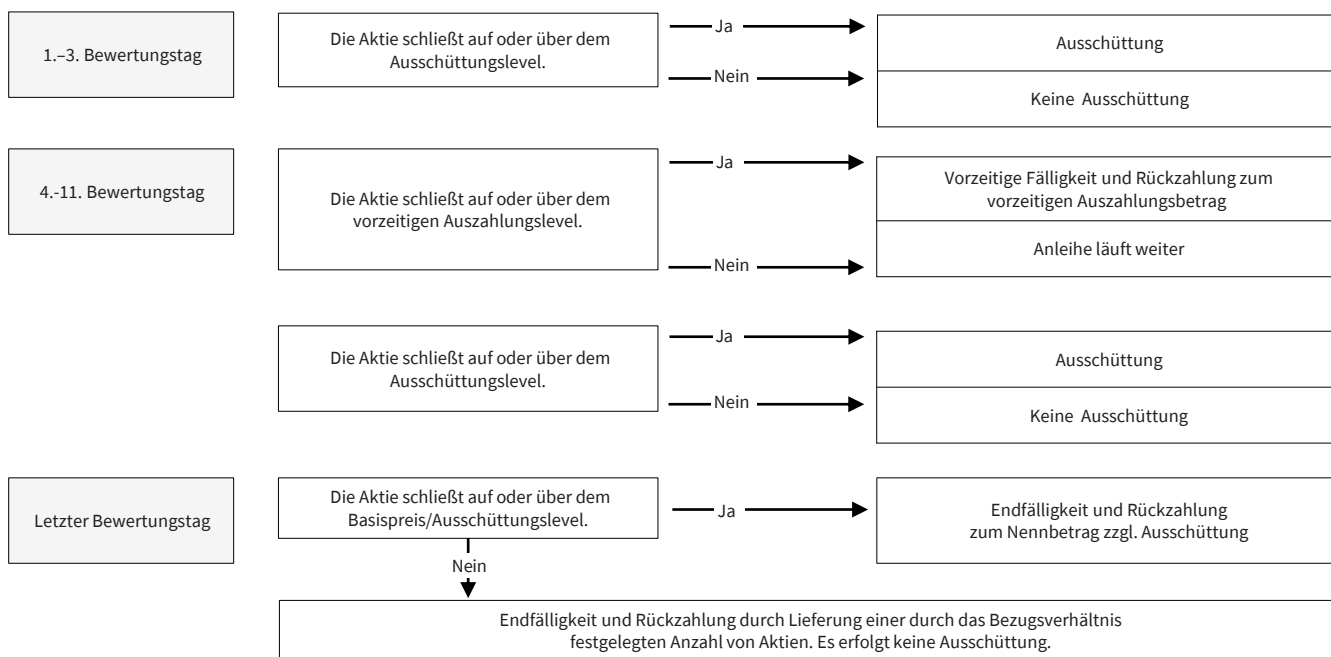 1.–3. Bewertungstag
Die Aktie schließt auf oder über dem
Ausschüttungslevel.
Ja
Nein
Ausschüttung
Keine Ausschüttung
4.-11. Bewertungstag
Die Aktie schließt auf oder über dem
vorzeitigen Auszahlungslevel.
Ja
Nein
Vorzeitige Fälligkeit und Rückzahlung zum
vorzeitigen Auszahlungsbetrag
Anleihe läuft weiter
Die Aktie schließt auf oder über dem
Ausschüttungslevel.
Ja
Nein
Ausschüttung
Keine Ausschüttung
Letzter Bewertungstag
Die Aktie schließt auf oder über dem
Basispreis/Ausschüttungslevel.
Ja
Endfälligkeit und Rückzahlung
zum Nennbetrag zzgl. Ausschüttung
Nein
Endfälligkeit und Rückzahlung durch Lieferung einer durch das Bezugsverhältnis
festgelegten Anzahl von Aktien. Es erfolgt keine Ausschüttung.